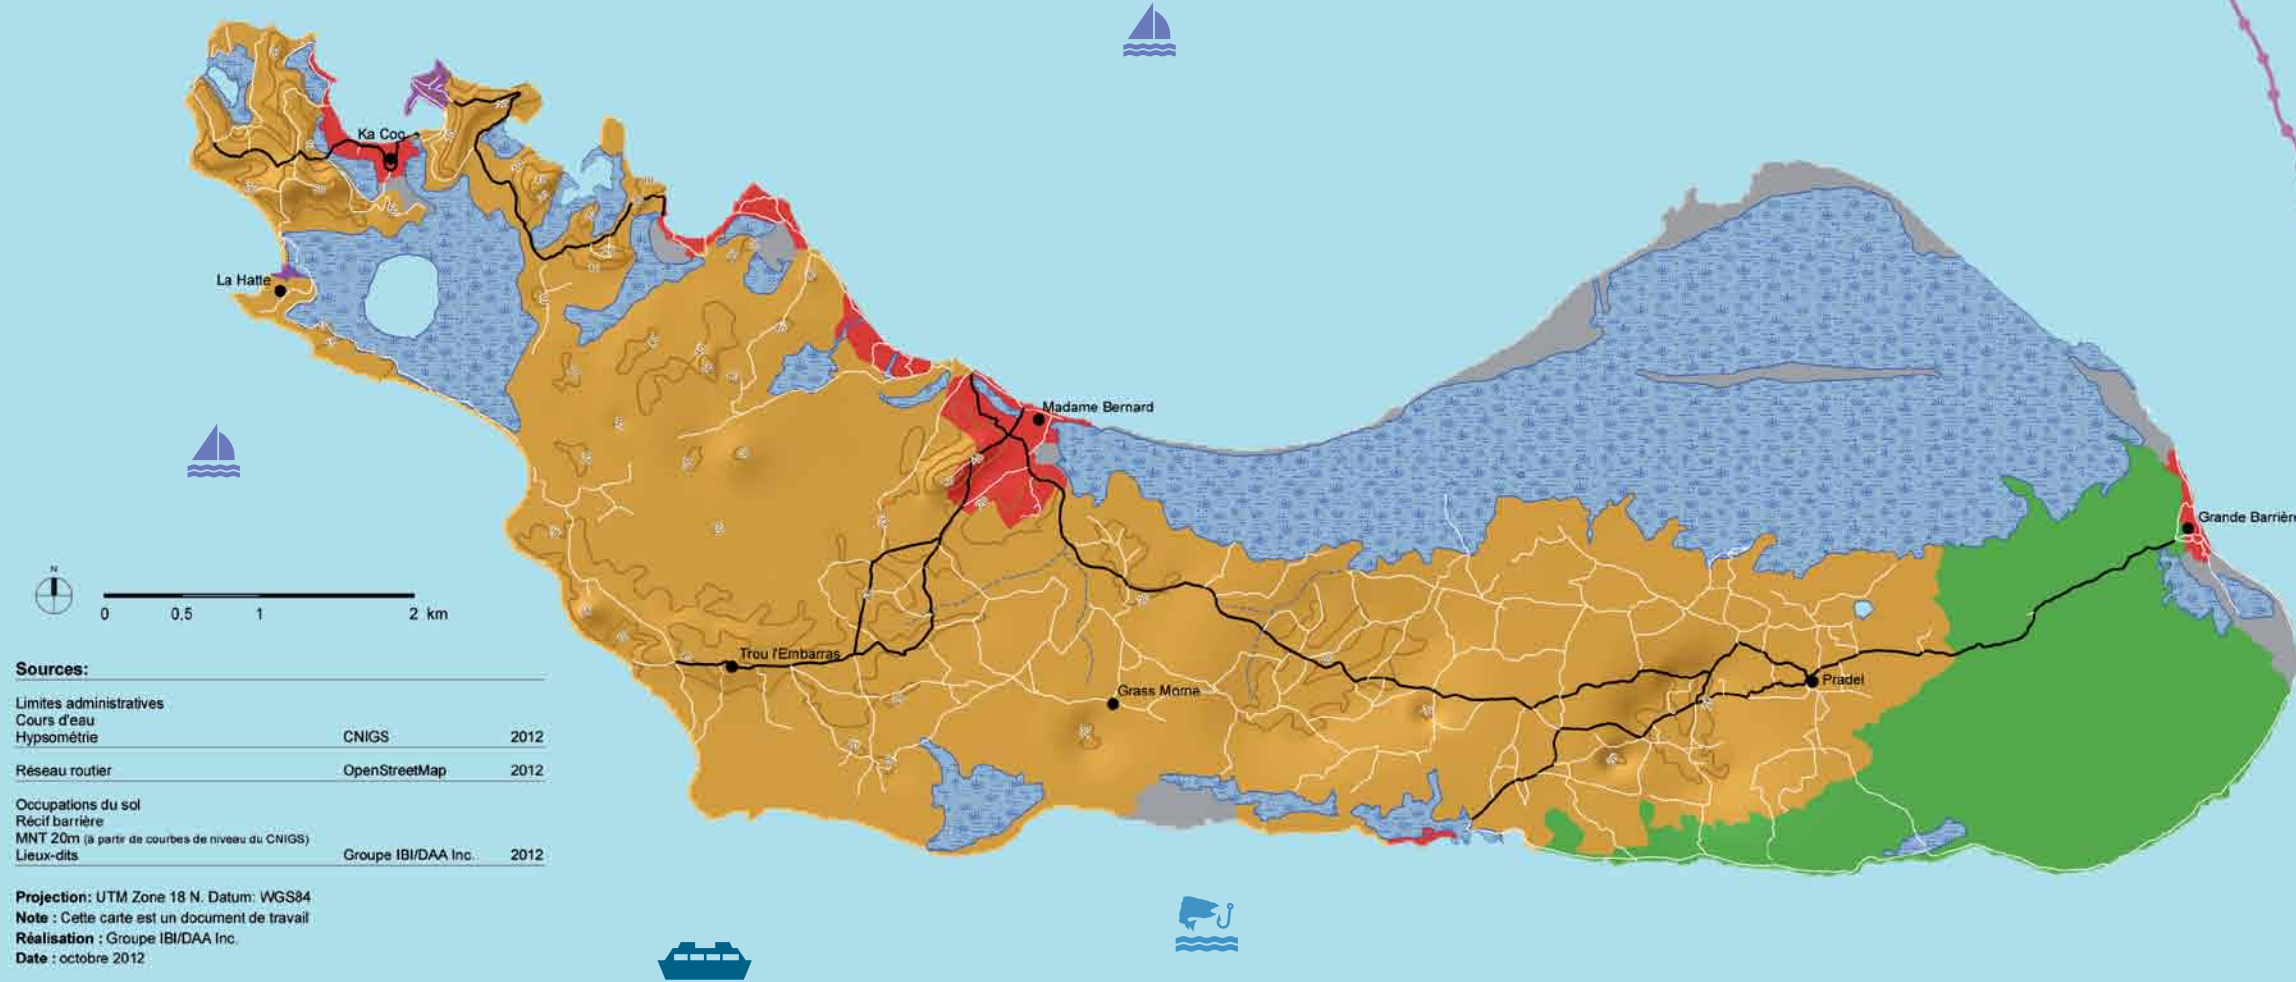 Ka Coq
La Hatte
Madame Bernard
Grande Barrière
N
0 0,5 1 2 km
Trou l'Embarras
Grass Morne
Pradel
Sources:
Limites administratives
Cours d'eau
Hypsométrie CNIGS 2012
Réseau routier OpenStreetMap 2012
Occupations du sol
Récif barrière
MNT 20m (à partir de courbes de niveau du CNIGS)
Lieux-dits Groupe IBI/DAA Inc. 2012
Projection: UTM Zone 18 N. Datum: WGS84
Note : Cette carte est un document de travail
Réalisation : Groupe IBI/DAA Inc.
Date : octobre 2012